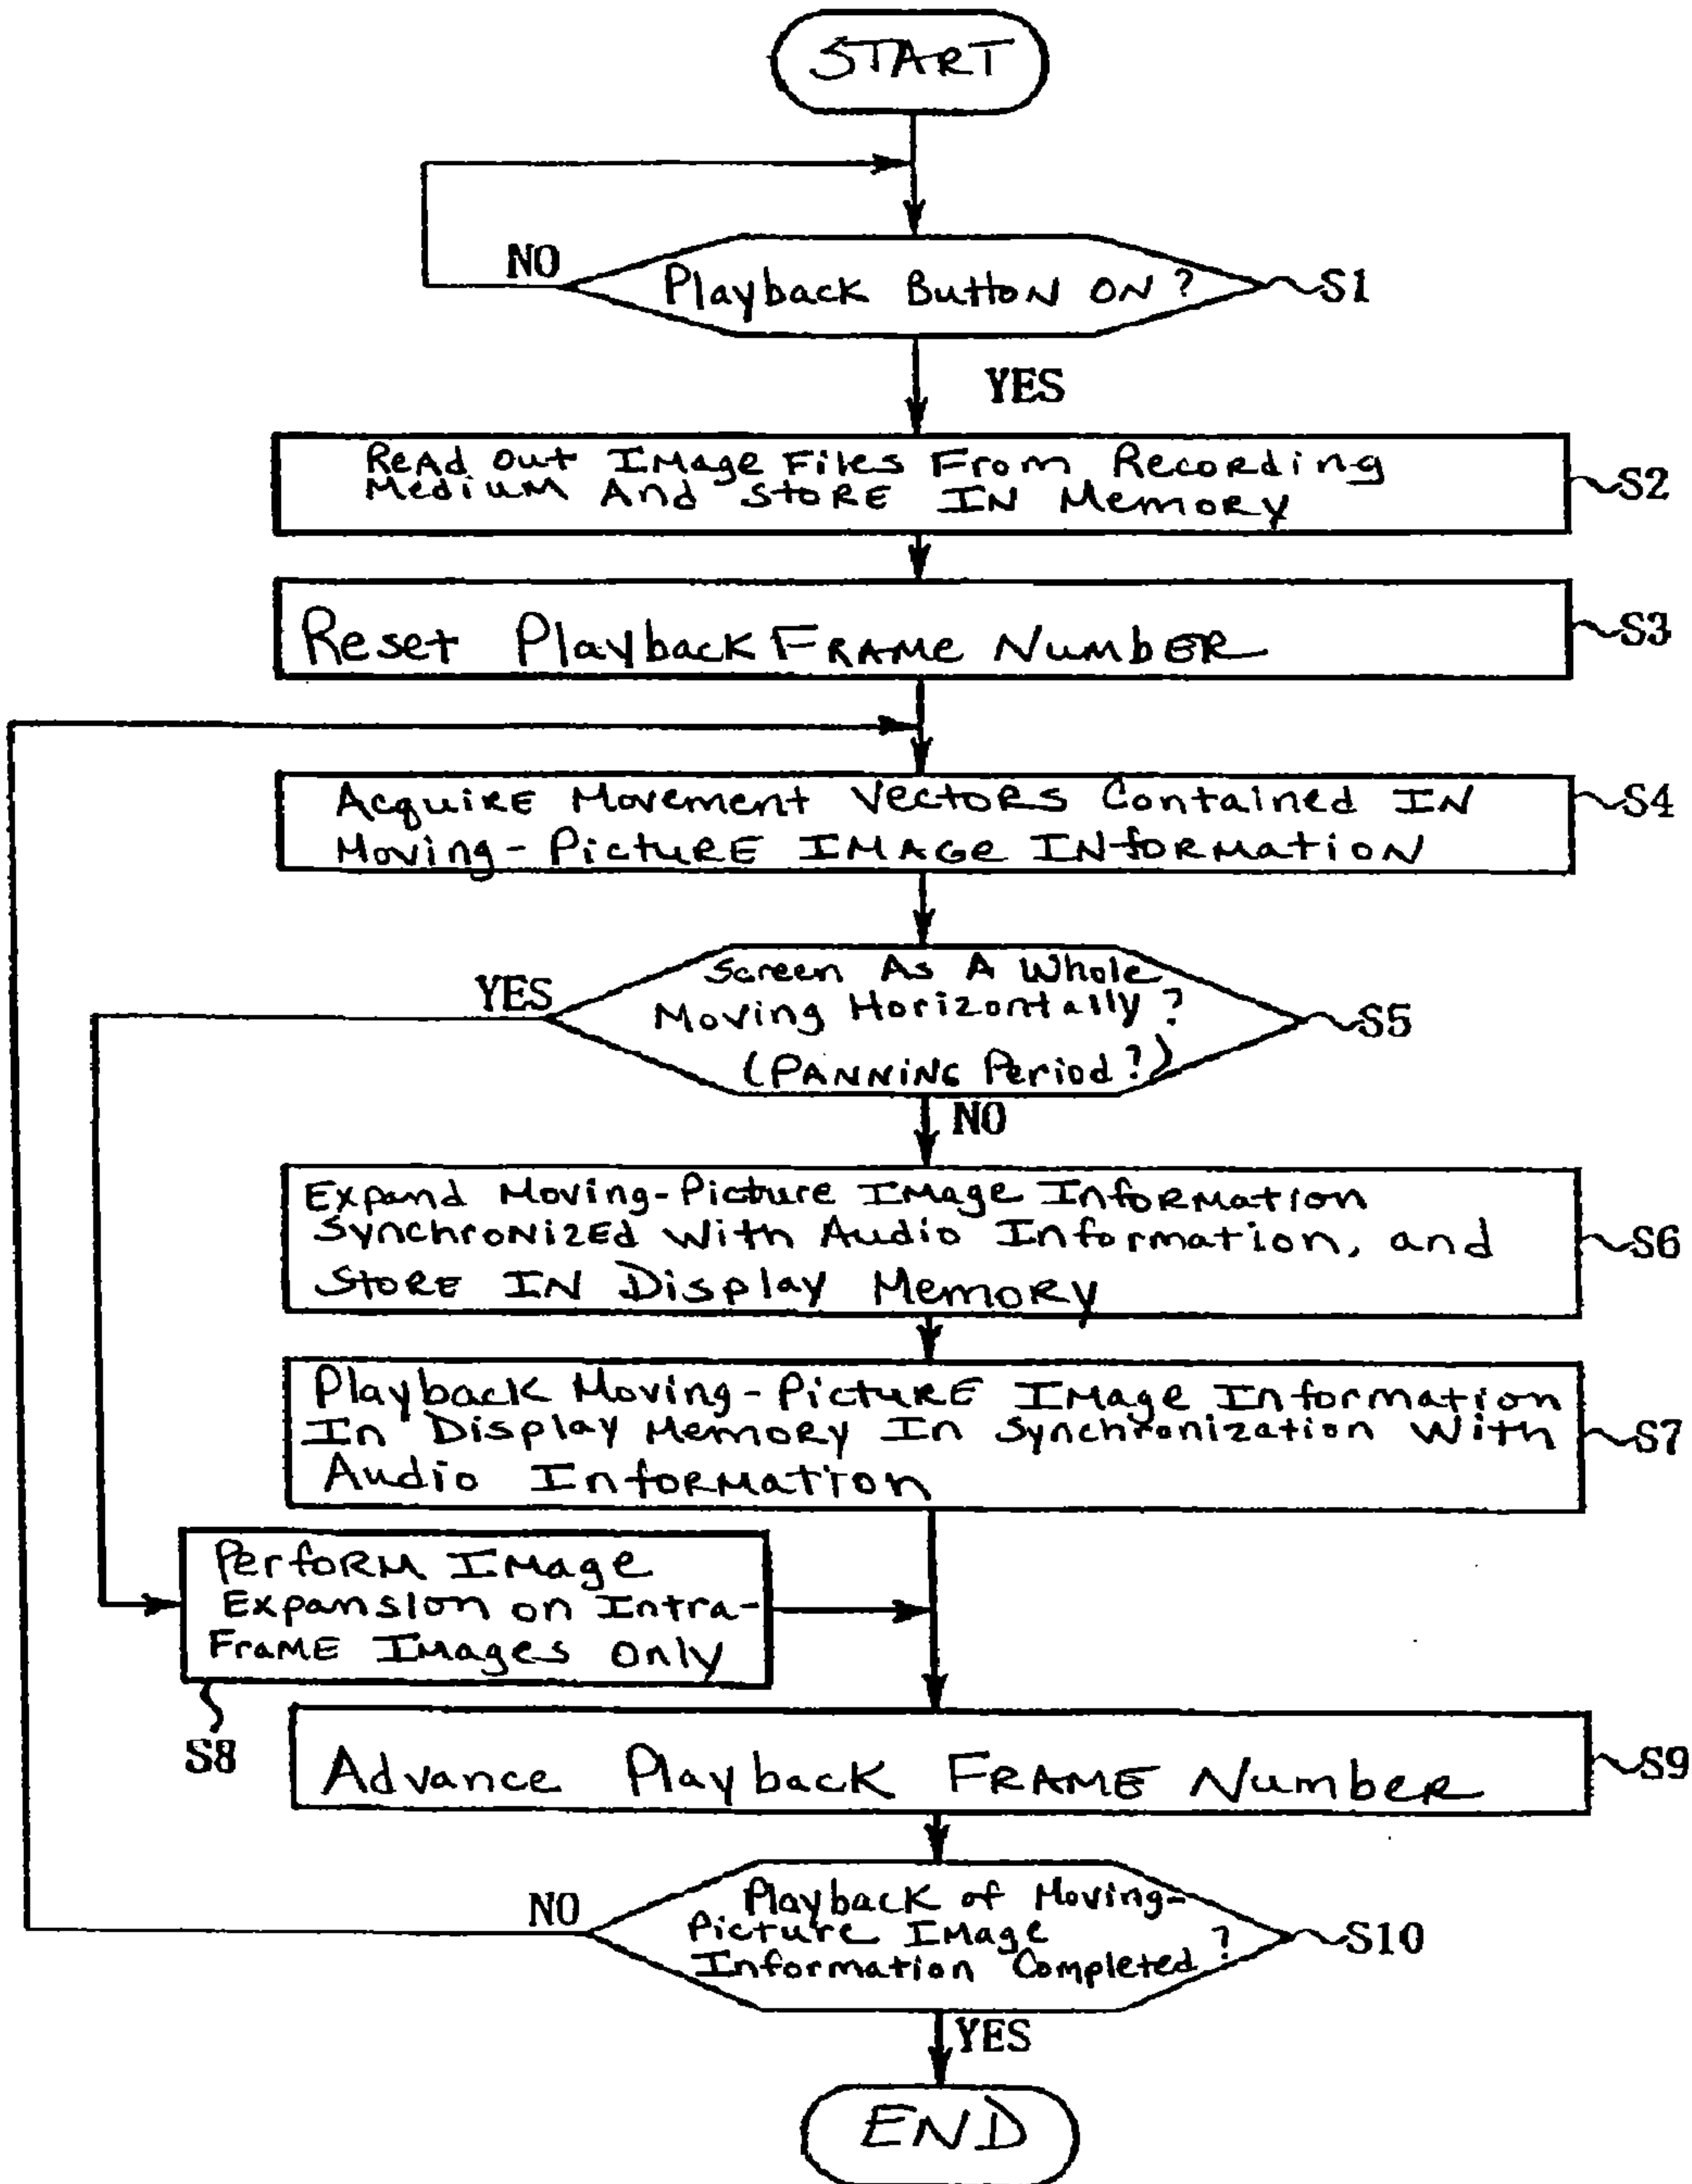 START
NO
Playback Button ON ?
S1
YES
Read Out Image Files From Recording
Medium And Store In Memory
S2
Reset Playback Frame Number
S3
Acquire Movement Vectors Contained In
Moving-Picture Image Information
S4
YES
Screen As A Whole
Moving Horizontally ?
(Panning Period ?)
S5
NO
Expand Moving-Picture Image Information
Synchronized With Audio Information, and
Store In Display Memory
S6
Playback Moving-Picture Image Information
In Display Memory In Synchronization With
Audio Information
S7
Perform Image
Expansion on Intra-
Frame Images Only
S8
Advance Playback Frame Number
S9
NO
Playback of Moving-
Picture Image
Information Completed ?
S10
YES
END